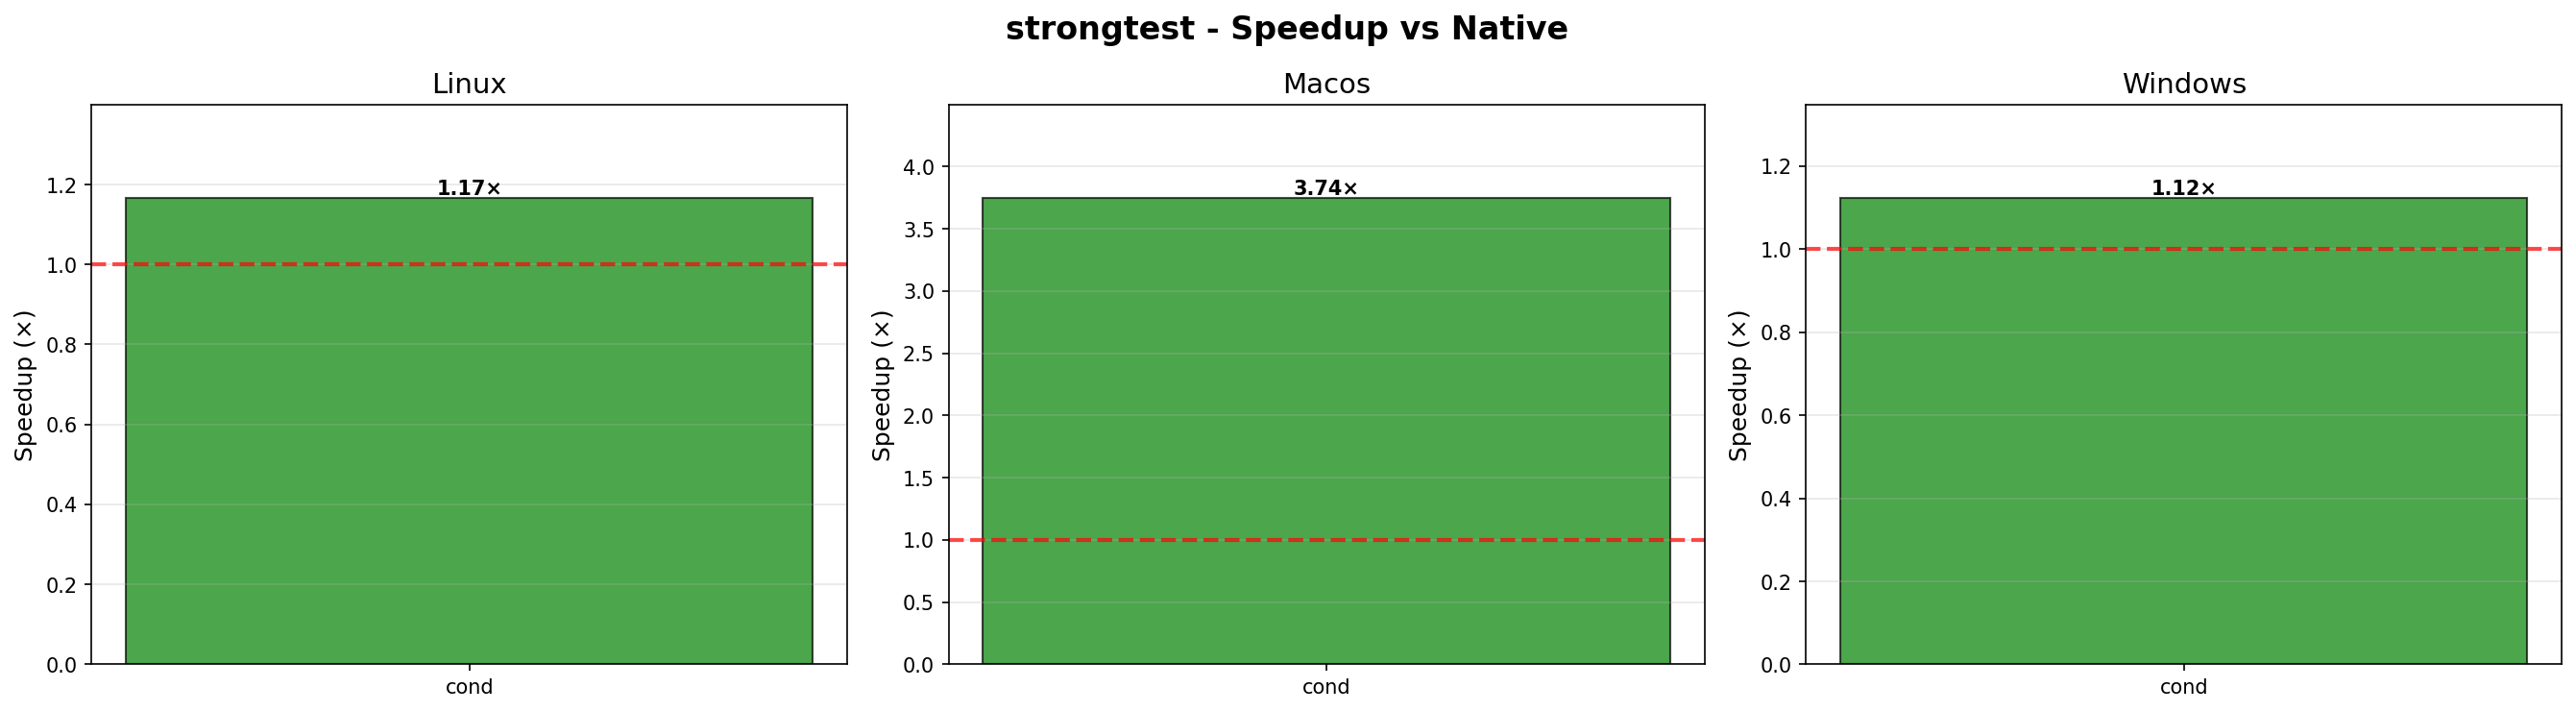 strongtest - Speedup vs Native
Linux
Speedup (×)
1.2
1.0
0.8
0.6
0.4
0.2
0.0
1.17×
cond
Macos
Speedup (×)
4.0
3.5
3.0
2.5
2.0
1.5
1.0
0.5
0.0
3.74×
cond
Windows
Speedup (×)
1.2
1.0
0.8
0.6
0.4
0.2
0.0
1.12×
cond